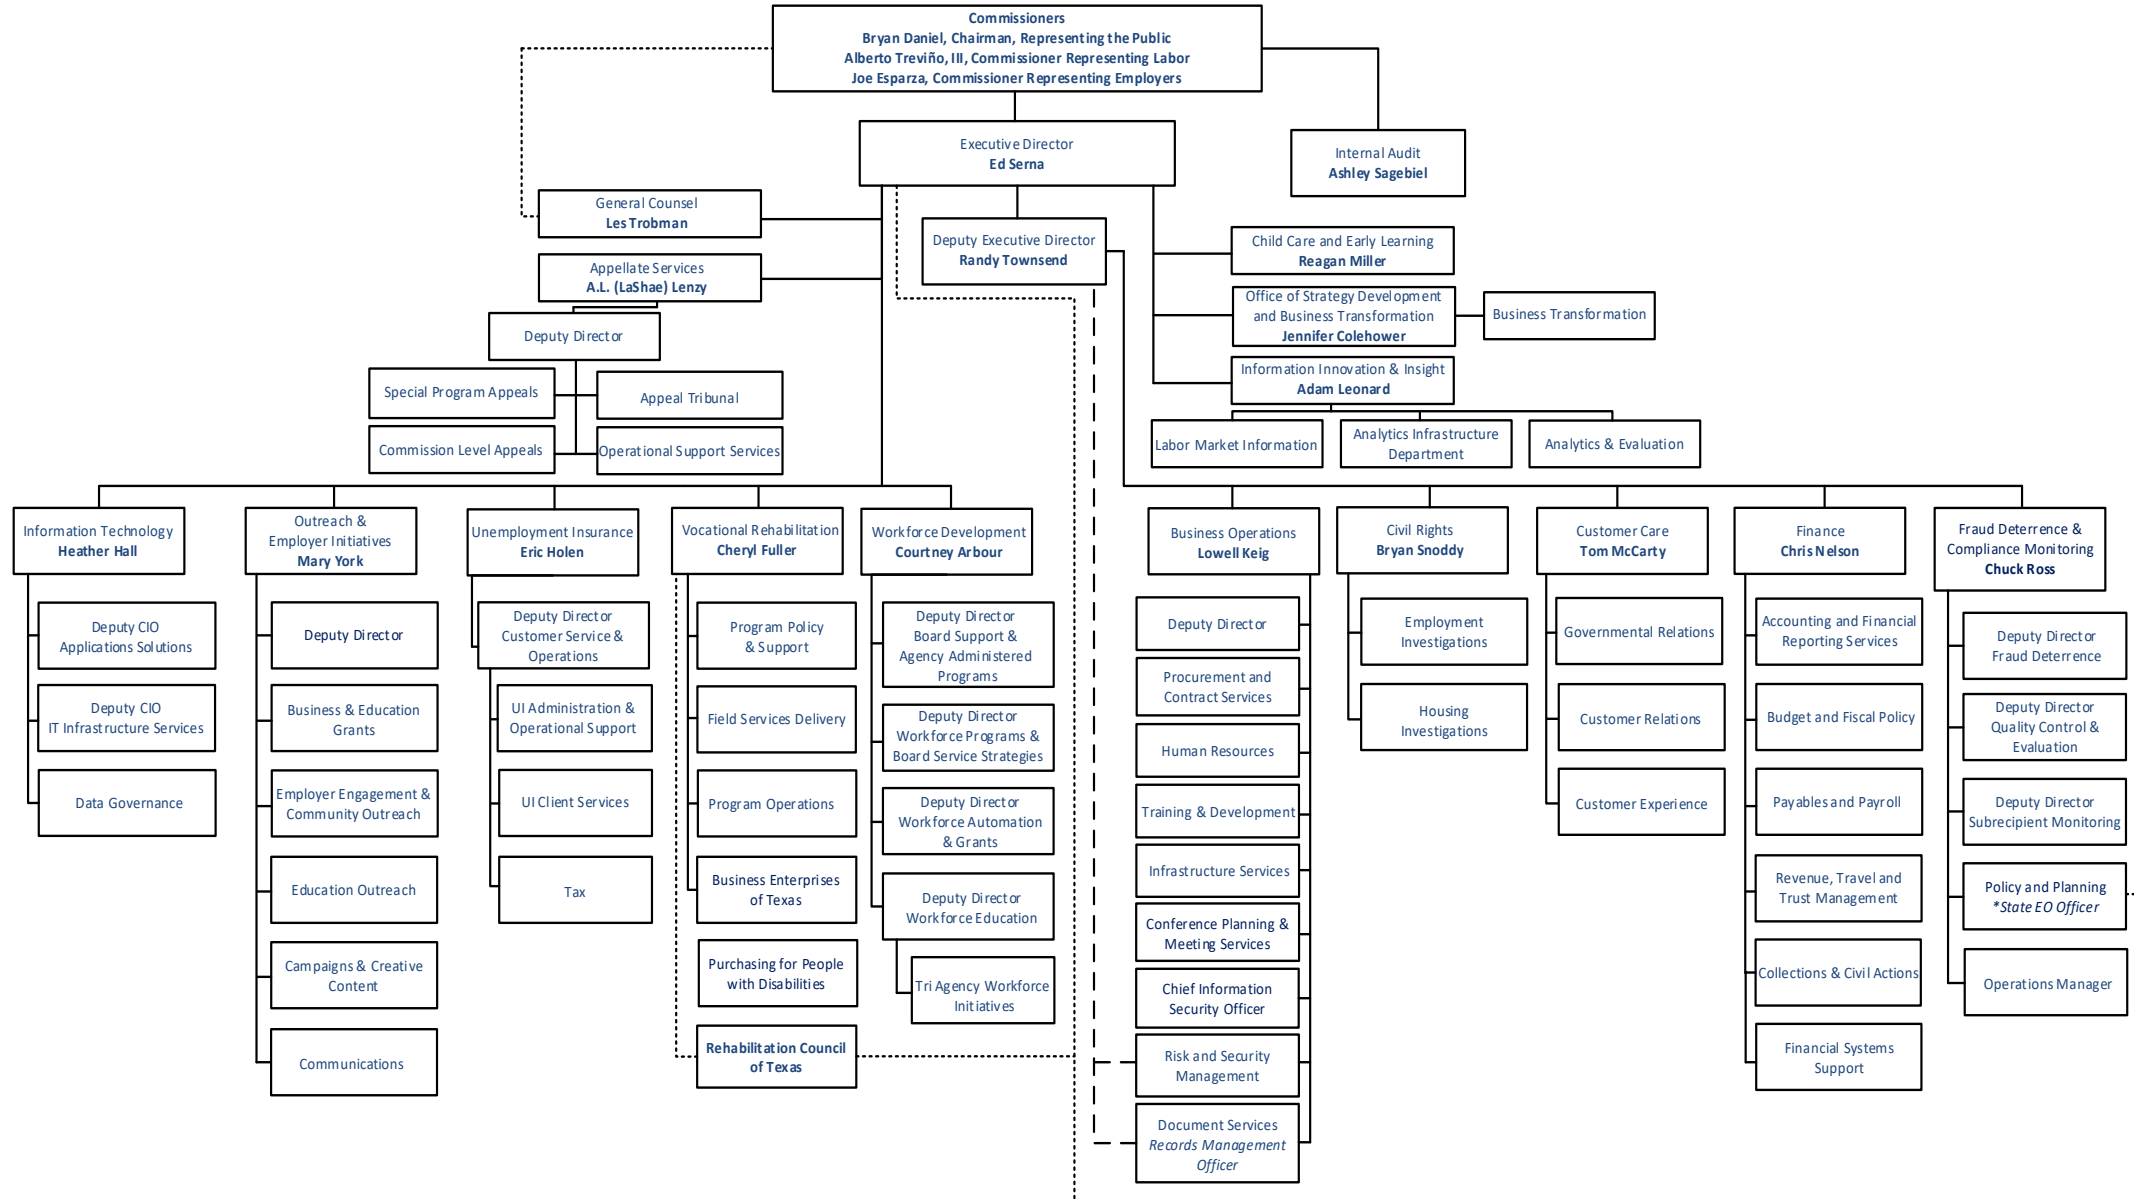 Commissioners
Bryan Daniel, Chairman, Representing the Public
Alberto Treviño, III, Commissioner Representing Labor
Joe Esparza, Commissioner Representing Employers
Executive Director
Ed Serna
Internal Audit
Ashley Sagebiel
General Counsel
Les Trobman
Deputy Executive Director
Randy Townsend
Child Care and Early Learning
Reagan Miller
Appellate Services
A.L. (LaShae) Lenzy
Office of Strategy Development
and Business Transformation
Jennifer Colehower
Business Transformation
Deputy Director
Information Innovation & Insight
Adam Leonard
Special Program Appeals
Appeal Tribunal
Commission Level Appeals
Operational Support Services
Labor Market Information
Analytics Infrastructure
Department
Analytics & Evaluation
Information Technology
Heather Hall
Deputy CIO
Applications Solutions
Deputy CIO
IT Infrastructure Services
Data Governance
Outreach &
Employer Initiatives
Mary York
Deputy Director
Business & Education
Grants
Employer Engagement &
Community Outreach
Education Outreach
Campaigns & Creative
Content
Communications
Unemployment Insurance
Eric Holen
Deputy Director
Customer Service &
Operations
UI Administration &
Operational Support
UI Client Services
Tax
Vocational Rehabilitation
Cheryl Fuller
Program Policy
& Support
Field Services Delivery
Program Operations
Business Enterprises
of Texas
Purchasing for People
with Disabilities
Rehabilitation Council
of Texas
Workforce Development
Courtney Arbour
Deputy Director
Board Support &
Agency Administered
Programs
Deputy Director
Workforce Programs &
Board Service Strategies
Deputy Director
Workforce Automation
& Grants
Deputy Director
Workforce Education
Tri Agency Workforce
Initiatives
Business Operations
Lowell Keig
Deputy Director
Procurement and
Contract Services
Human Resources
Training & Development
Infrastructure Services
Conference Planning &
Meeting Services
Chief Information
Security Officer
Risk and Security
Management
Document Services
Records Management
Officer
Civil Rights
Bryan Snoddy
Employment
Investigations
Housing
Investigations
Customer Care
Tom McCarty
Governmental Relations
Customer Relations
Customer Experience
Finance
Chris Nelson
Accounting and Financial
Reporting Services
Budget and Fiscal Policy
Payables and Payroll
Revenue, Travel and
Trust Management
Collections & Civil Actions
Financial Systems
Support
Fraud Deterrence &
Compliance Monitoring
Chuck Ross
Deputy Director
Fraud Deterrence
Deputy Director
Quality Control &
Evaluation
Deputy Director
Subrecipient Monitoring
Policy and Planning
*State EO Officer
Operations Manager